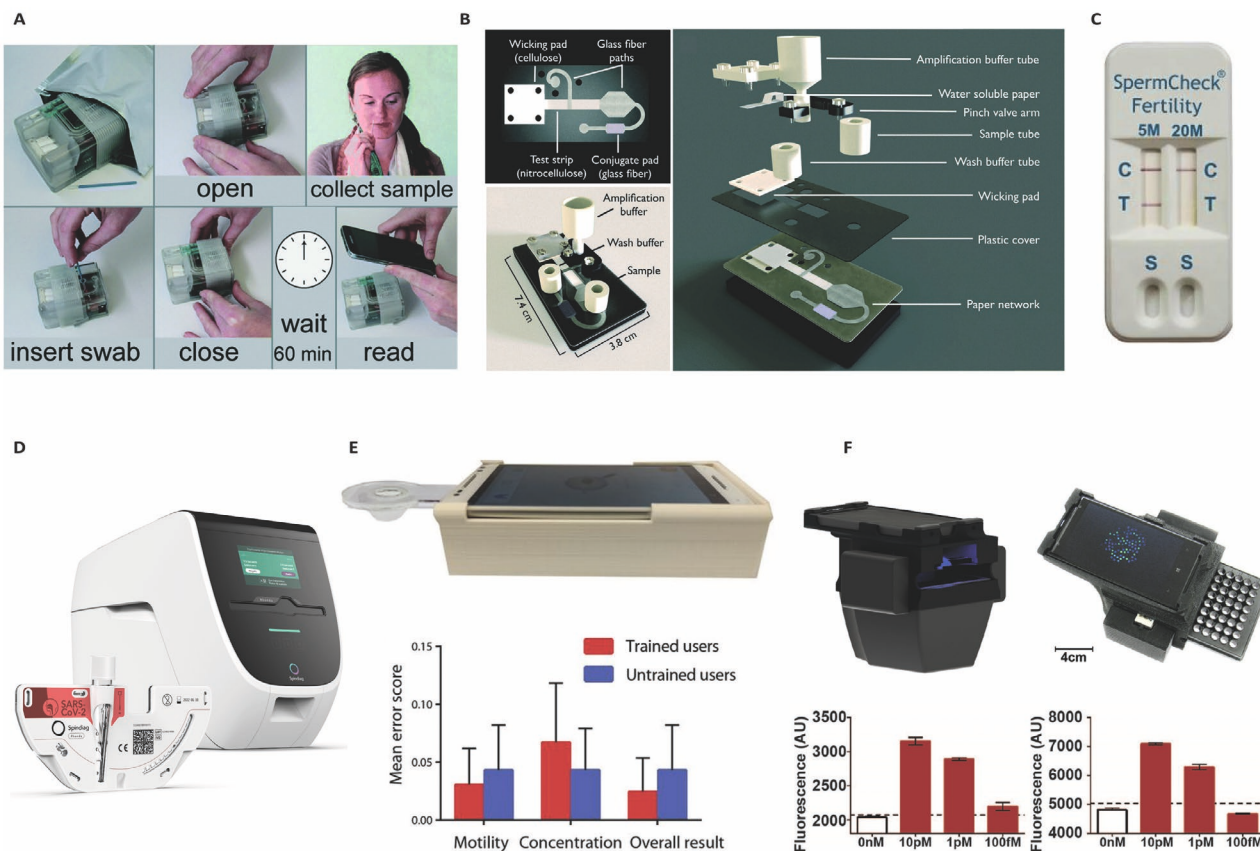 A
open
collect sample
insert swab
close
wait
60 min
read
B
Wicking pad
(cellulose)
Glass fiber
paths
Test strip
(nitrocellulose)
Conjugate pad
(glass fiber)
Amplification
buffer
Wash buffer
Sample
7.4 cm
3.8 cm
Amplification buffer tube
Water soluble paper
Pinch valve arm
Sample tube
Wash buffer tube
Wicking pad
Plastic cover
Paper network
C
SpermCheck®
Fertility
5M 20M
C C
T T
S S
D
Spindiag
SARS-
CoV-2
Spindiag
E
Trained users
Untrained users
Mean error score
0.15
0.10
0.05
0.00
Motility Concentration Overall result
F
4cm
Fluorescence (AU)
3500
3000
2500
2000
0nM 10pM 1pM 100fM
Fluorescence (AU)
8000
7000
6000
5000
4000
0nM 10pM 1pM 100fM